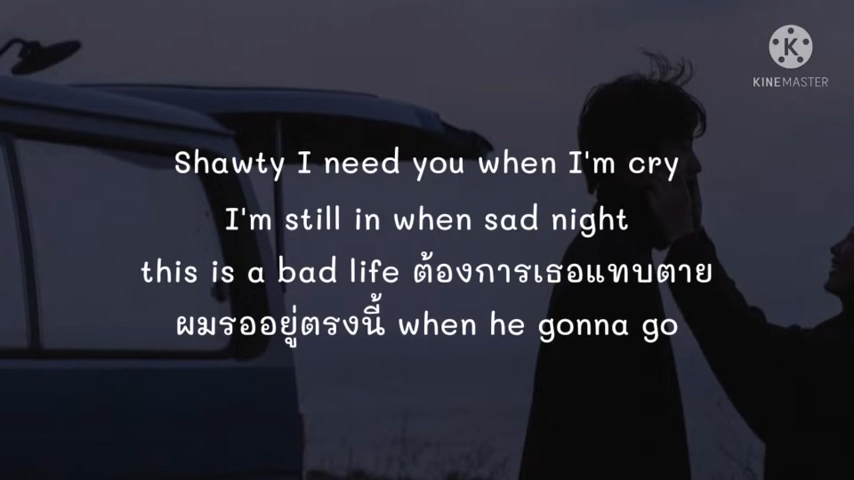 Shawty I need you when I'm cry
I'm still in when sad night
this is a bad life ต้องการเธอแทบตาย
ผมรออยู่ตรงนี้ when he gonna go
K
KINEMASTER